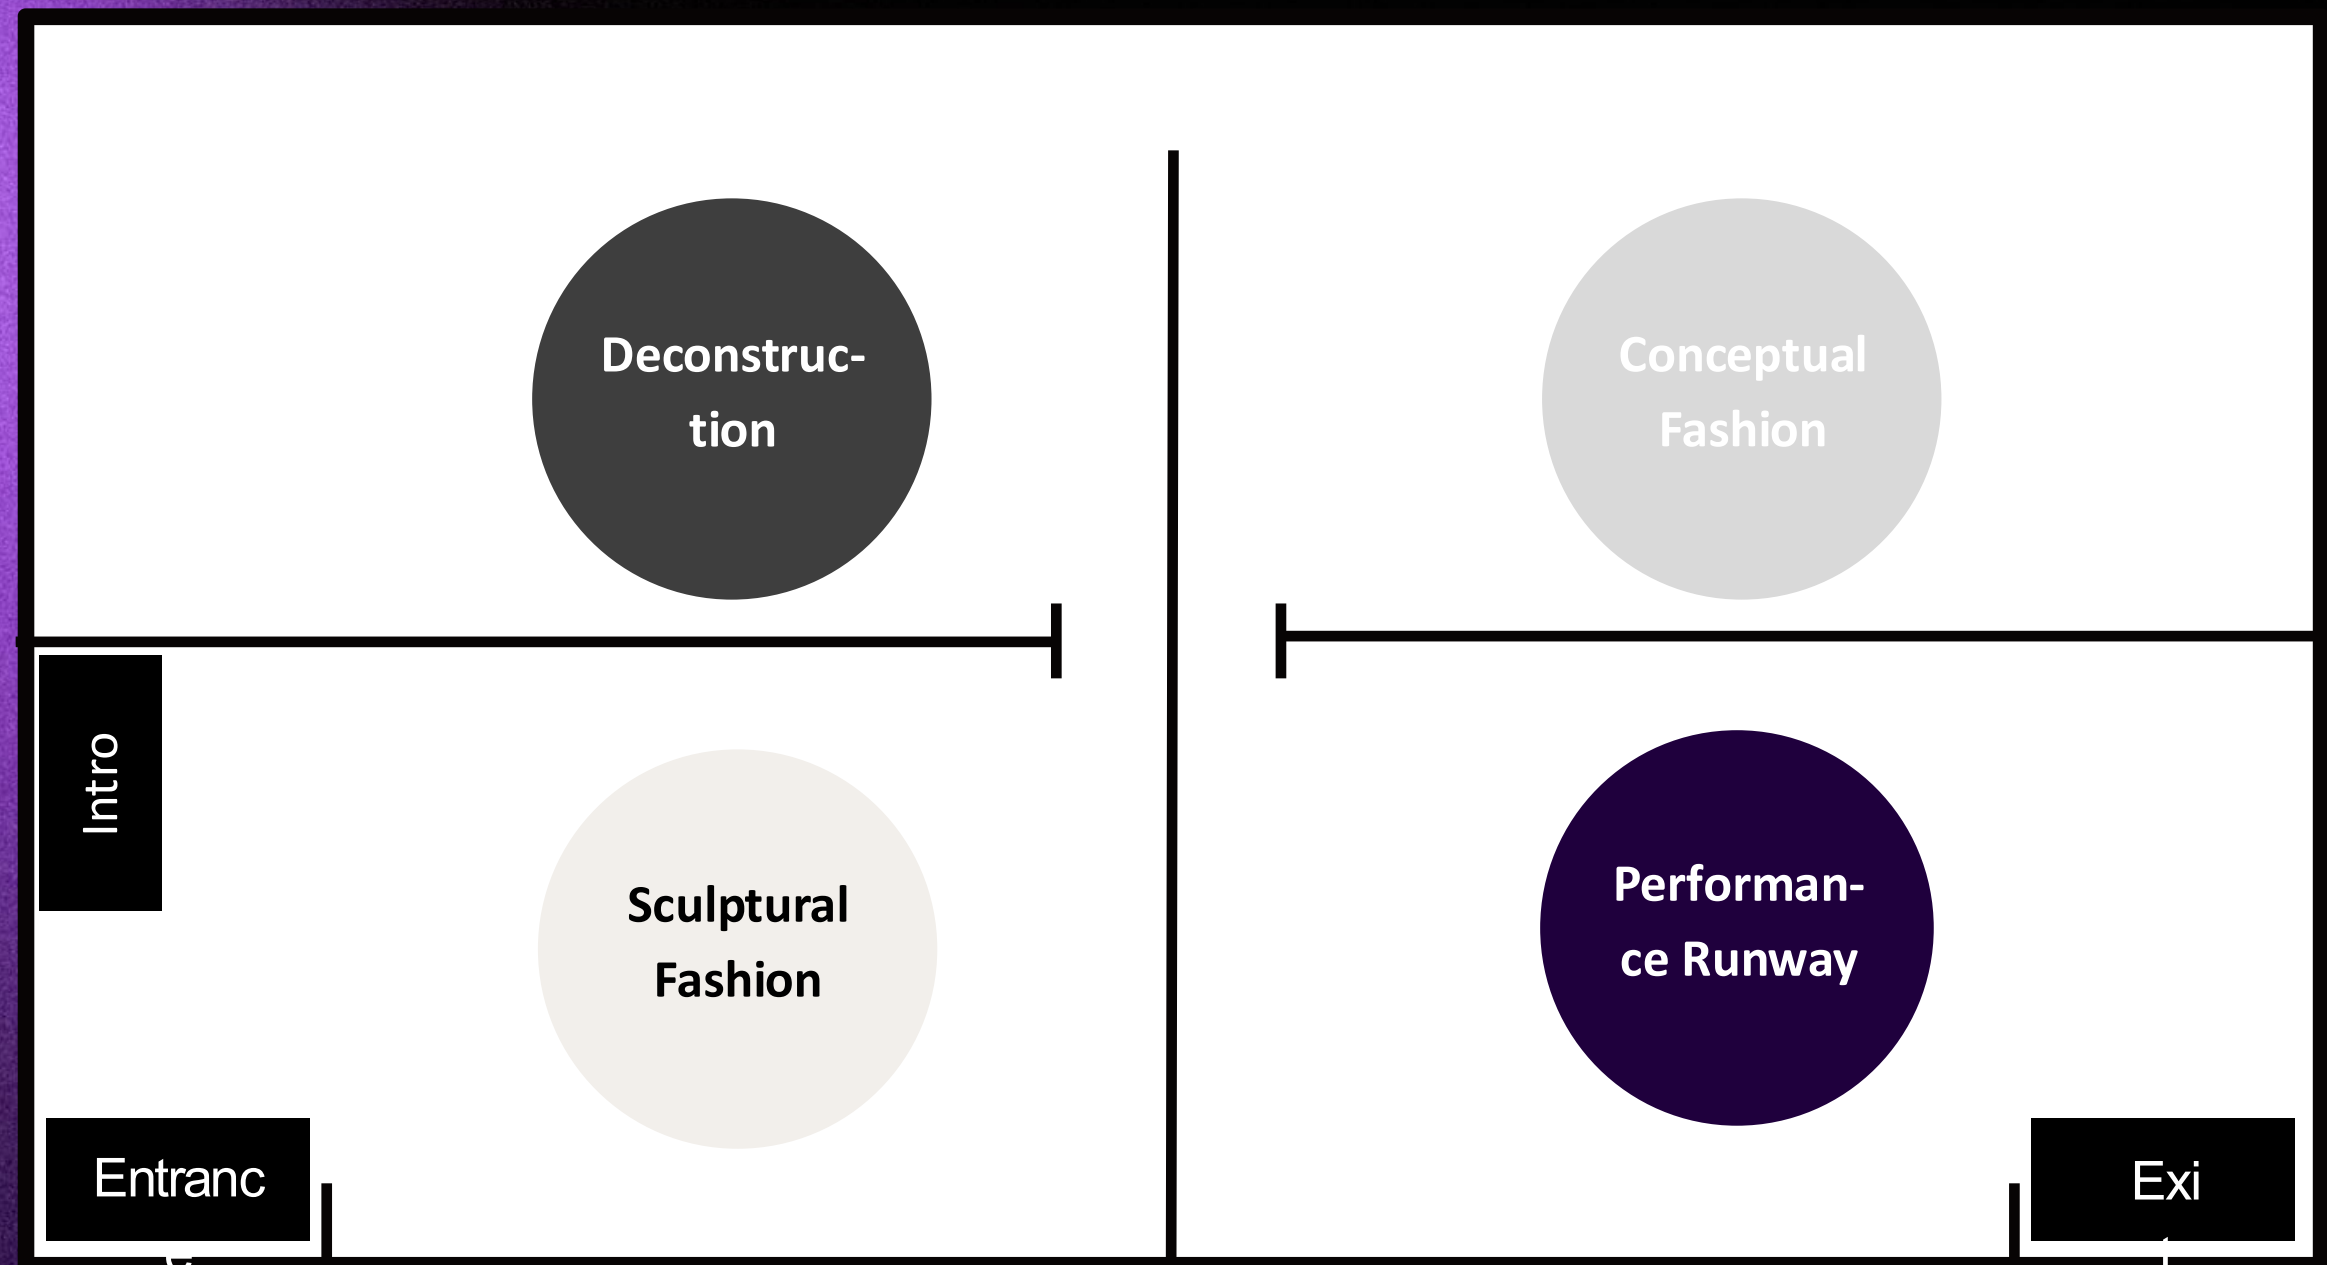 Deconstruc-
tion
Conceptual
Fashion
Intro
Sculptural
Fashion
Performan-
ce Runway
Entranc
e
Exi
t